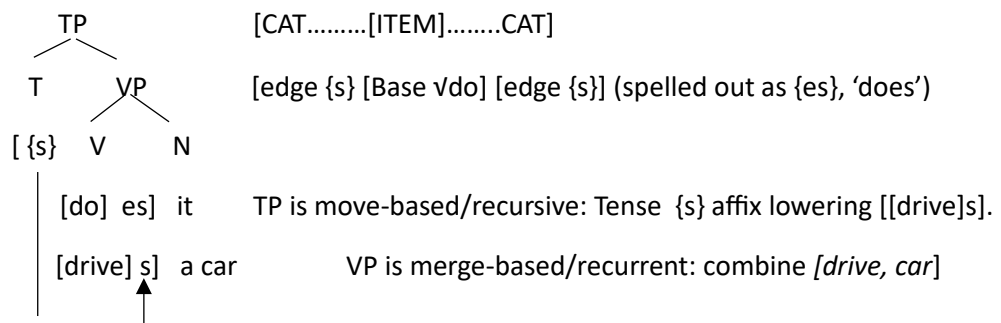 TP [CAT………[ITEM]……..CAT]
T VP [edge {s} [Base √do] [edge {s}] (spelled out as {es}, ‘does’)
[ {s} V N
[do] es] it TP is move-based/recursive: Tense {s} affix lowering [[drive]s].
[drive] s] a car VP is merge-based/recurrent: combine [drive, car]